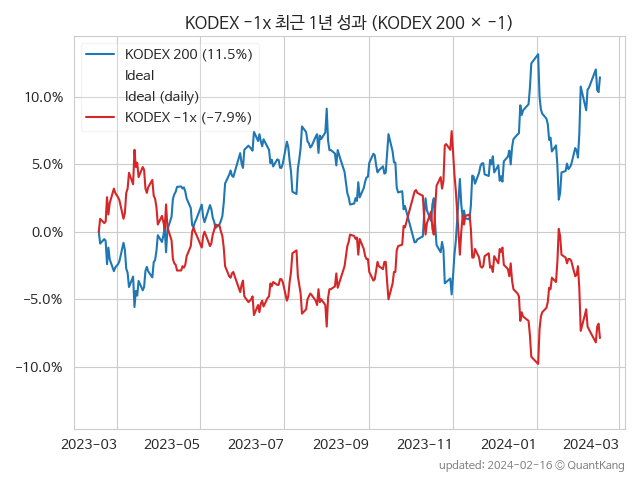 KODEX -1x 최근 1년 성과 (KODEX 200 × -1)
KODEX 200 (11.5%)
Ideal
Ideal (daily)
KODEX -1x (-7.9%)
10.0%
5.0%
0.0%
-5.0%
-10.0%
2023-03 2023-05 2023-07 2023-09 2023-11 2024-01 2024-03
updated: 2024-02-16 © QuantKang